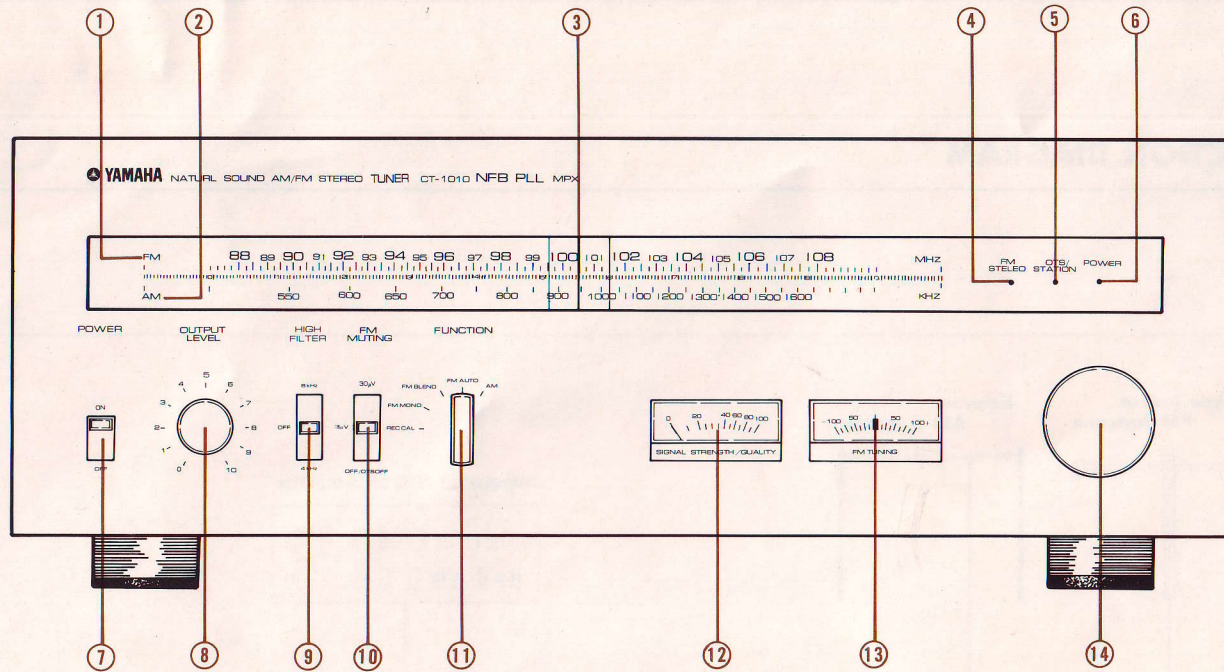 1 2 3 4 5 6
YAMAHA NATURL SOUND AM/FM STEREO TUNER CT-1010 NFB PLL MPX
FM 88 89 90 91 92 93 94 95 96 97 98 99 100 101 102 103 104 105 106 107 108 MHZ
AM 550 600 650 700 800 900 1000 1100 1200 1300 1400 1500 1600 KHZ
FM STELEO
OTS/ STATION
POWER
POWER
ON
OFF
OUTPUT LEVEL
0 1 2 3 4 5 6 7 8 9 10
HIGH FILTER
8 kHz
OFF
4 kHz
FM MUTING
30µV
3µV
OFF/OTS OFF
FUNCTION
FM BLEND
FM AUTO
AM
FM MONO
REC CAL
0 20 40 60 80 100
SIGNAL STRENGTH/QUALITY
-100 50 50 100+
FM TUNING
7 8 9 10 11 12 13 14